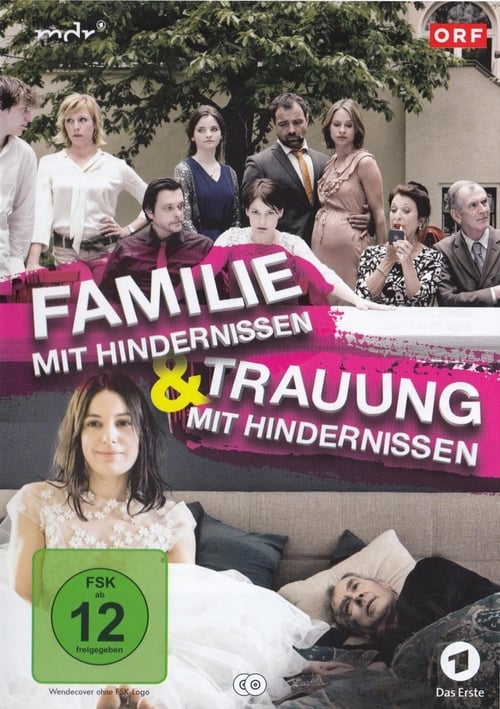 mdr
ORF
FAMILIE
MIT HINDERNISSEN
& TRAUUNG
MIT HINDERNISSEN
FSK
ab
12
freigegeben
Wendecover ohne FSK-Logo
Das Erste